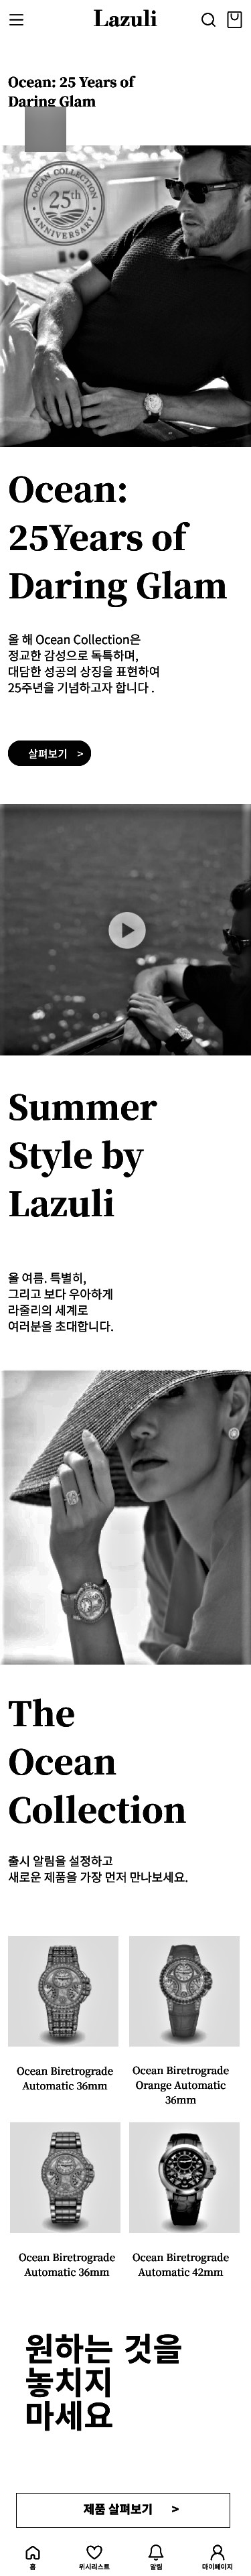 Lazuli
Ocean: 25 Years of
Daring Glam
OCEAN COLLECTION
25th
ANNIVERSARY
Ocean:
25Years of
Daring Glam
올 해 Ocean Collection은
정교한 감성으로 독특하며,
대담한 성공의 상징을 표현하여
25주년을 기념하고자 합니다 .
살펴보기 >
Summer
Style by
Lazuli
올 여름. 특별히,
그리고 보다 우아하게
라줄리의 세계로
여러분을 초대합니다.
The
Ocean
Collection
출시 알림을 설정하고
새로운 제품을 가장 먼저 만나보세요.
Ocean Biretrograde
Automatic 36mm
Ocean Biretrograde
Orange Automatic
36mm
Ocean Biretrograde
Automatic 36mm
Ocean Biretrograde
Automatic 42mm
원하는 것을
놓치지
마세요
제품 살펴보기 >
홈 위시리스트 알림 마이페이지